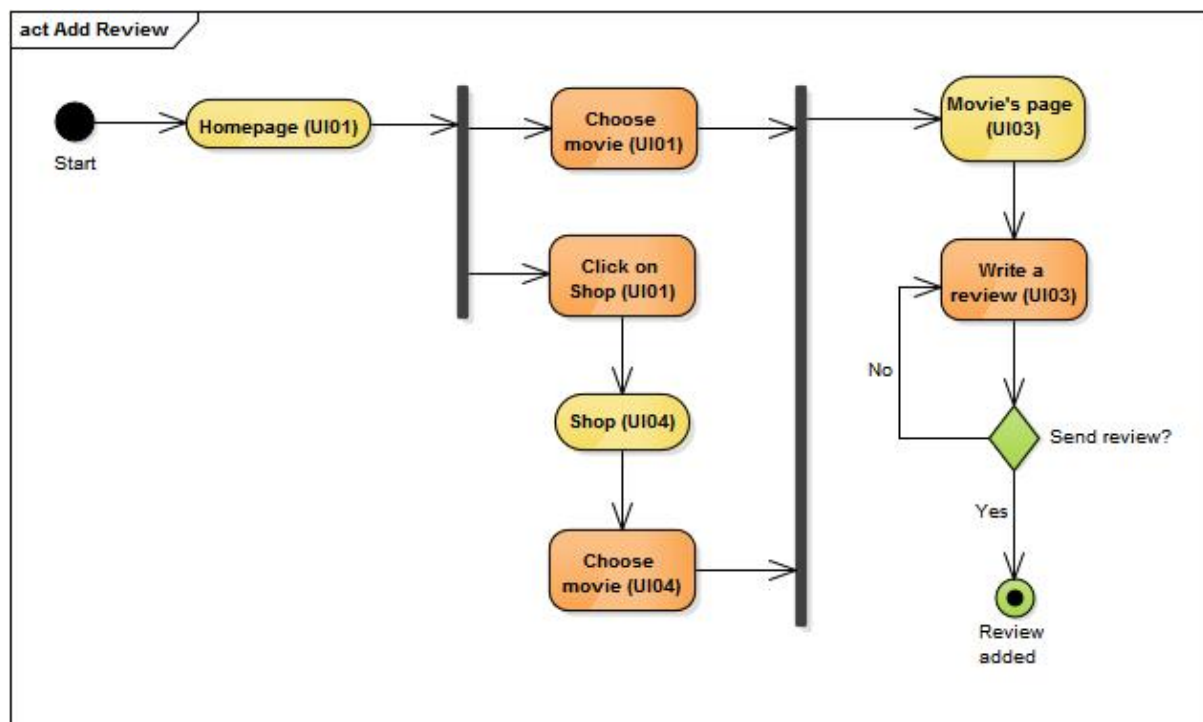 act Add Review
Start
Homepage (UI01)
Choose
movie (UI01)
Click on
Shop (UI01)
Shop (UI04)
Choose
movie (UI04)
Movie's page
(UI03)
Write a
review (UI03)
No
Send review?
Yes
Review
added